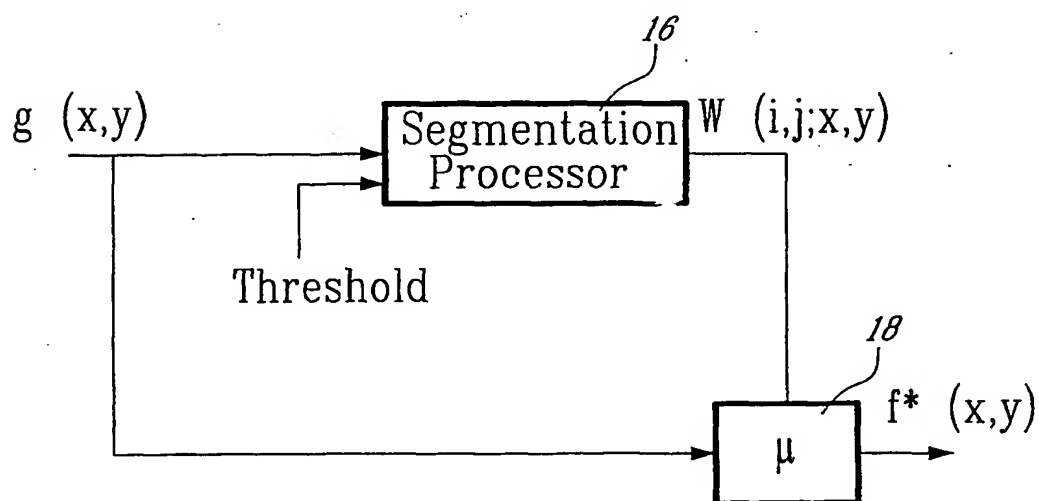 16
g (x,y)
Segmentation
Processor
W (i,j;x,y)
Threshold
18
f* (x,y)
μ